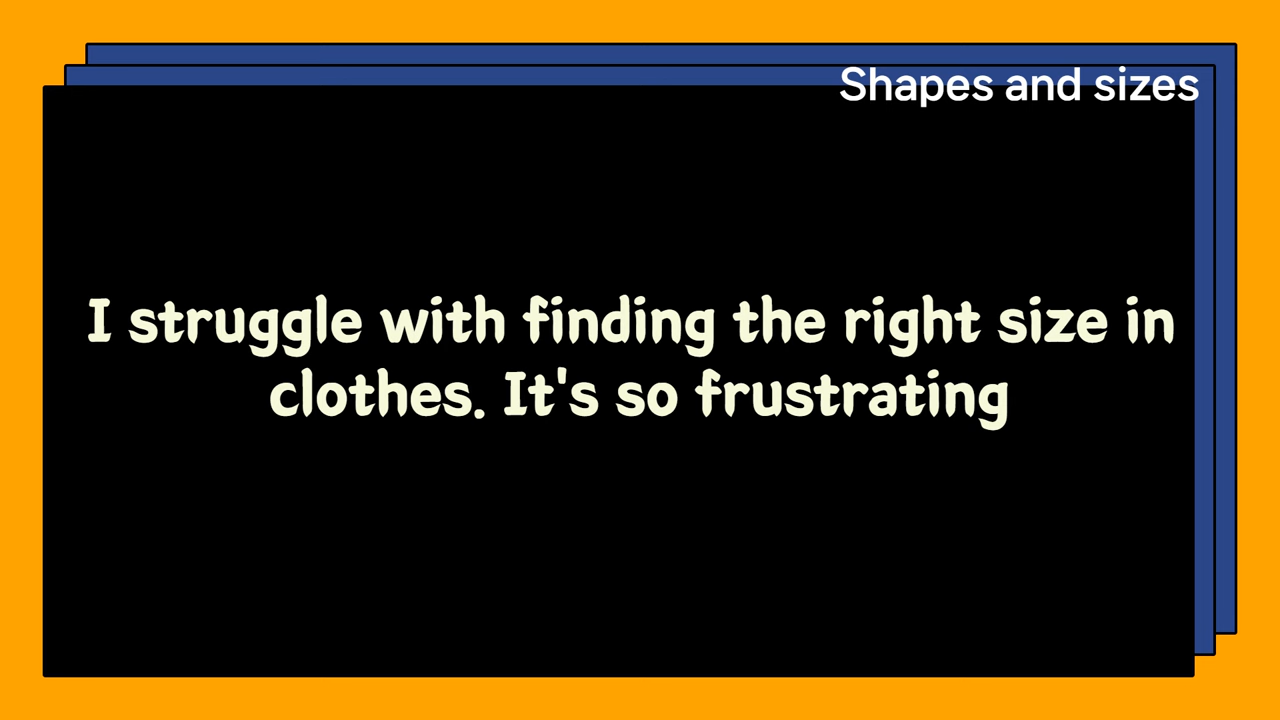 Shapes and sizes
I struggle with finding the right size in
clothes. It's so frustrating